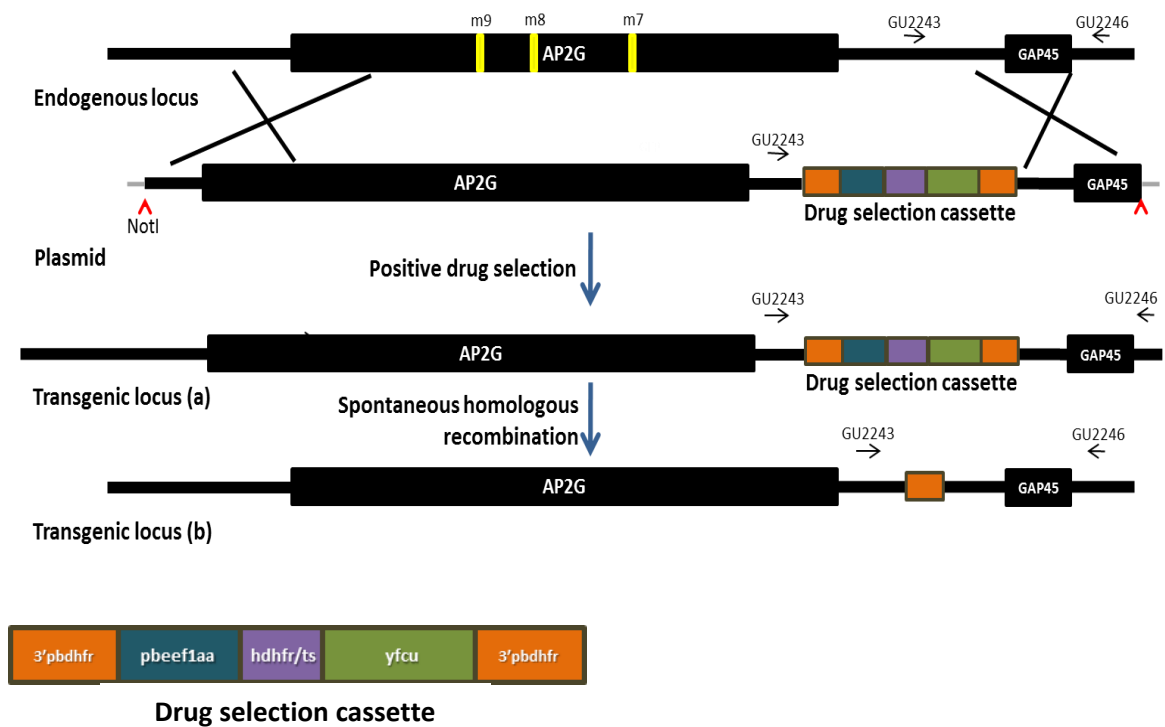 m9 m8 m7 GU2243 GU2246
AP2G GAP45
Endogenous locus
GU2243
AP2G GAP45
Drug selection cassette
NotI
Plasmid
Positive drug selection
GU2243 GU2246
AP2G GAP45
Drug selection cassette
Transgenic locus (a)
Spontaneous homologous
recombination
GU2243 GU2246
AP2G GAP45
Transgenic locus (b)
3'pbdhfr pbeef1aa hdhfr/ts yfcu 3'pbdhfr
Drug selection cassette